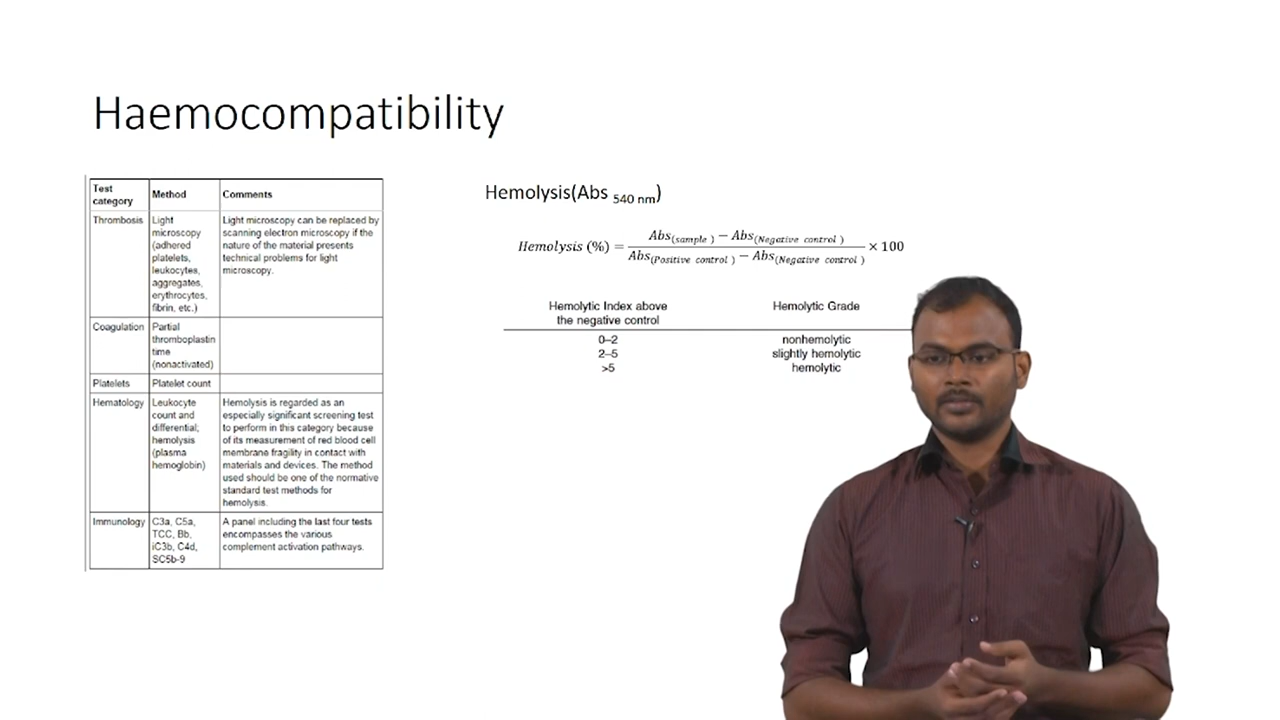 Haemocompatibility
Test
category
Method
Comments
Thrombosis
Light
microscopy
(adhered
platelets,
leukocytes,
aggregates,
erythrocytes,
fibrin, etc.)
Light microscopy can be replaced by
scanning electron microscopy if the
nature of the material presents
technical problems for light
microscopy.
Coagulation
Partial
thromboplastin
time
(nonactivated)
Platelets
Platelet count
Hematology
Leukocyte
count and
differential;
hemolysis
(plasma
hemoglobin)
Hemolysis is regarded as an
especially significant screening test
to perform in this category because
of its measurement of red blood cell
membrane fragility in contact with
materials and devices. The method
used should be one of the normative
standard test methods for
hemolysis.
Immunology
C3a, C5a,
TCC, Bb,
iC3b, C4d,
SC5b-9
A panel including the last four tests
encompasses the various
complement activation pathways.
Hemolysis(Abs 540 nm)
Hemolysis (%) = Abs(sample ) − Abs(Negative control ) / Abs(Positive control ) − Abs(Negative control ) × 100
Hemolytic Index above
the negative control
Hemolytic Grade
0–2 nonhemolytic
2–5 slightly hemolytic
>5 hemolytic